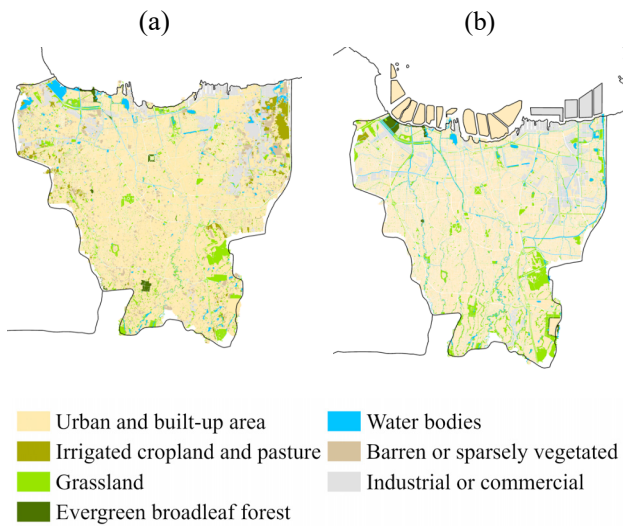 (a)
(b)
Urban and built-up area
Irrigated cropland and pasture
Grassland
Evergreen broadleaf forest
Water bodies
Barren or sparsely vegetated
Industrial or commercial